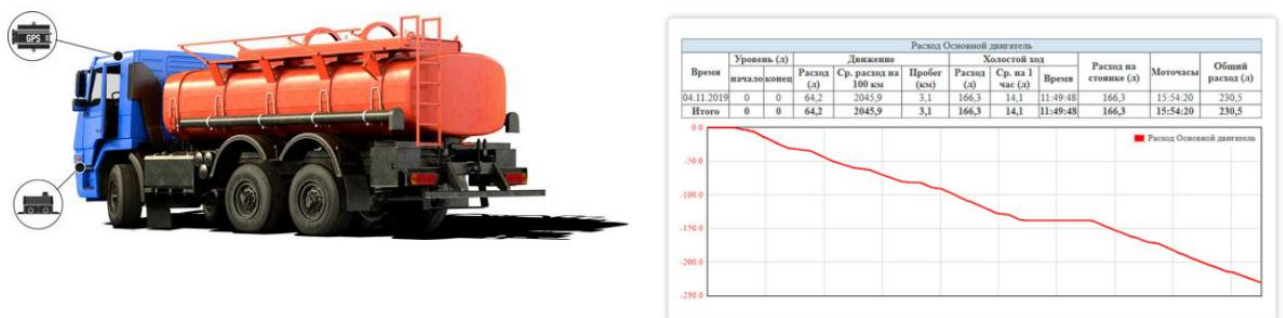 GPS
Расход Основной двигатель
Время Уровень (л) Движение Холостой ход Расход на стоянке (л) Моточасы Общий расход (л)
начало конец Расход (л) Ср. расход на 100 км Пробег (км) Расход (л) Ср. на 1 час (л) Время
04.11.2019 0 0 64,2 2045,9 3,1 166,3 14,1 11:49:48 166,3 15:54:20 230,5
Итого 0 0 64,2 2045,9 3,1 166,3 14,1 11:49:48 166,3 15:54:20 230,5
0.0
Расход Основной двигатель
-50.0
-100.0
-150.0
-200.0
-250.0